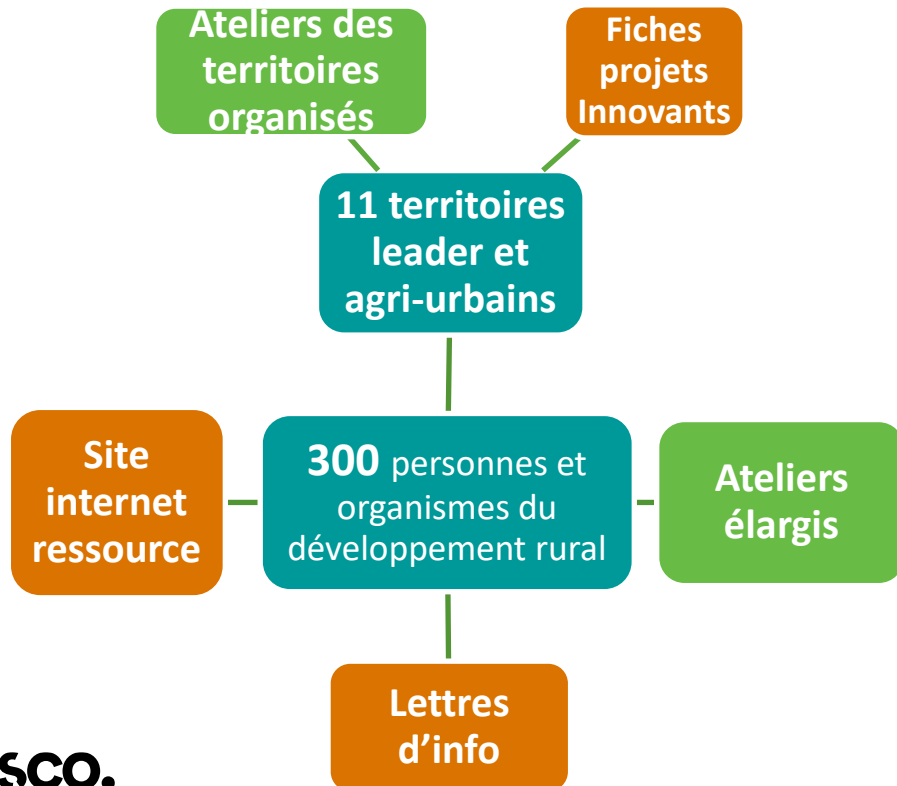 Ateliers des
territoires
organisés
Fiches
projets
Innovants
11 territoires
leader et
agri-urbains
Site
internet
ressource
300 personnes et
organismes du
développement rural
Ateliers
élargis
Lettres
d’info
SCO.